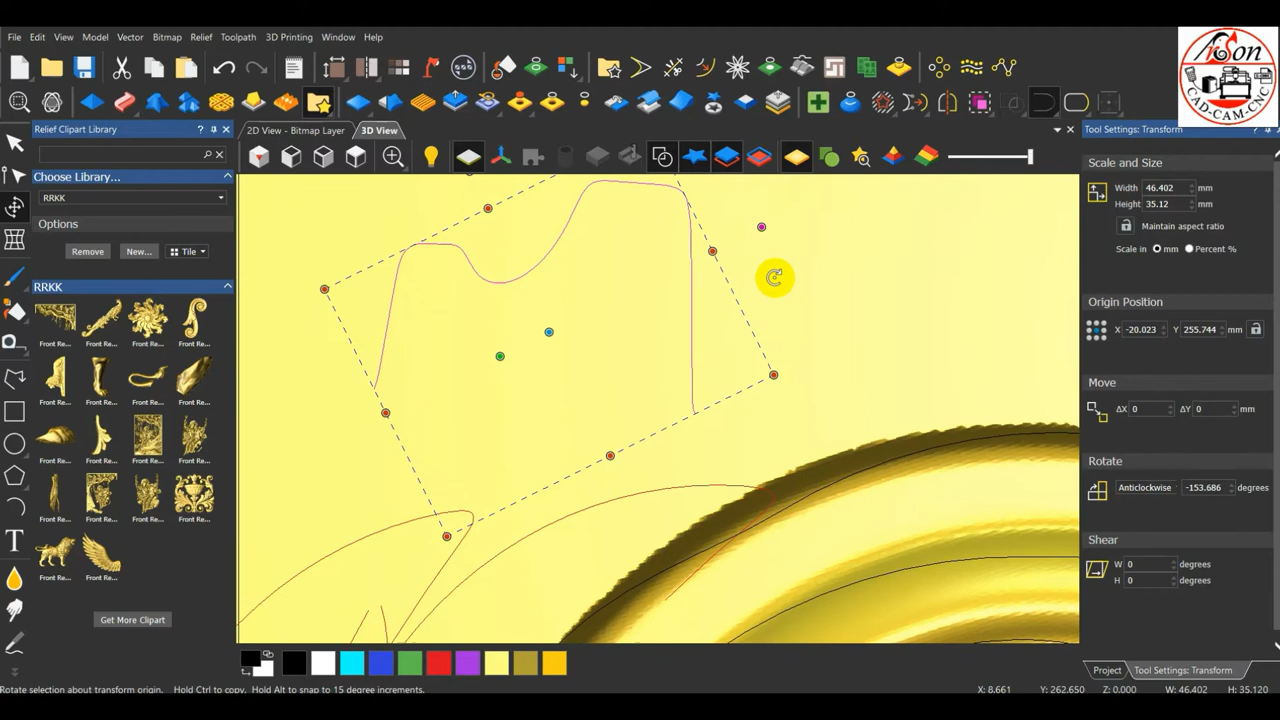 File Edit View Model Vector Bitmap Relief Toolpath 3D Printing Window Help
ArtSon
CAD-CAM-CNC
Relief Clipart Library
2D View - Bitmap Layer 3D View
Tool Settings: Transform
Choose Library...
RRKK
Options
Remove New... Tile
RRKK
Front Re... Front Re... Front Re... Front Re...
Front Re... Front Re... Front Re... Front Re...
Front Re... Front Re... Front Re... Front Re...
Front Re... Front Re... Front Re... Front Re...
Front Re... Front Re...
Get More Clipart
Scale and Size
Width 46.402 mm
Height 35.12 mm
Maintain aspect ratio
Scale in mm Percent %
Origin Position
X -20.023 Y 255.744 mm
Move
ΔX 0 ΔY 0 mm
Rotate
Anticlockwise -153.686 degrees
Shear
W 0 degrees
H 0 degrees
Project Tool Settings: Transform
Rotate selection about transform origin. Hold Ctrl to copy. Hold Alt to snap to 15 degree increments.
X: 8.661 Y: 262.650 Z: 0.000 W: 46.402 H: 35.120